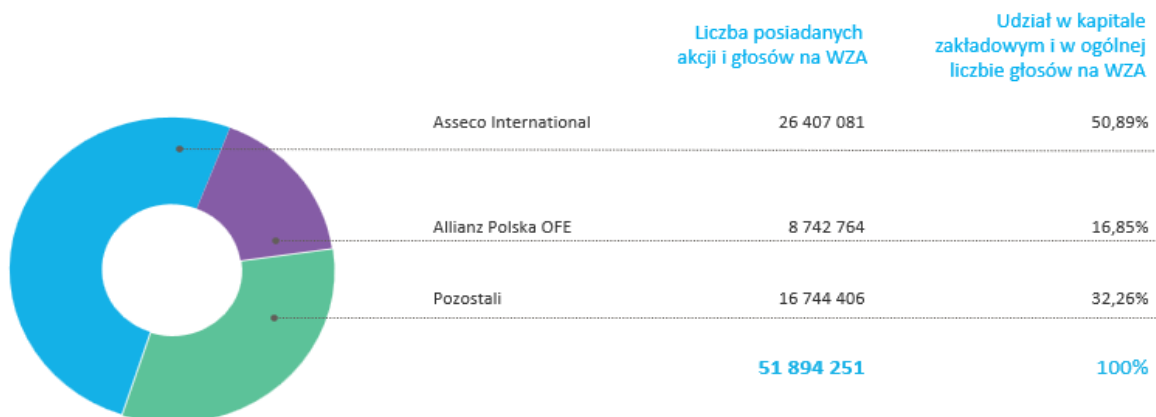 Liczba posiadanych
akcji i głosów na WZA
Udział w kapitale
zakładowym i w ogólnej
liczbie głosów na WZA
Asseco International 26 407 081 50,89%
Allianz Polska OFE 8 742 764 16,85%
Pozostali 16 744 406 32,26%
51 894 251 100%